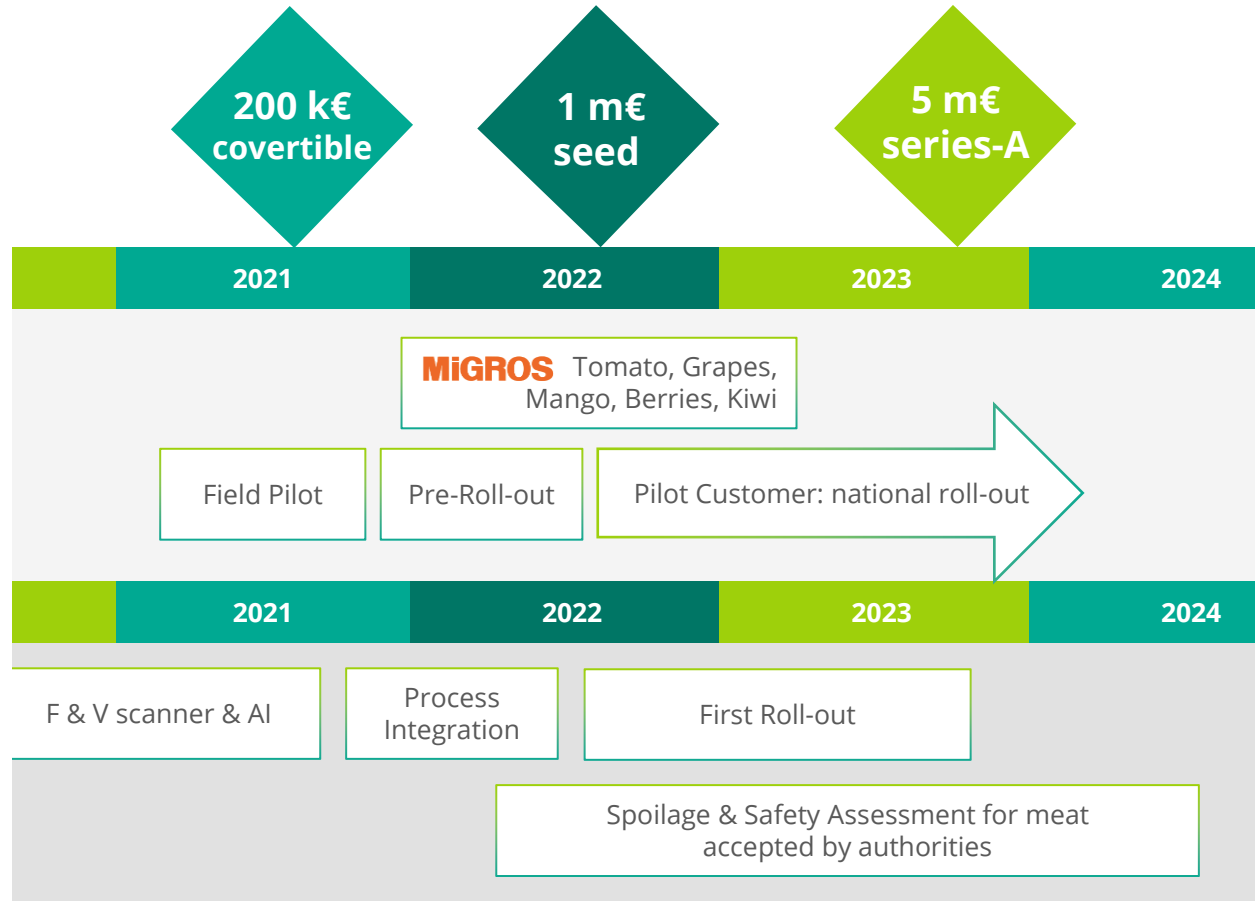 200 k€
covertible
1 m€
seed
5 m€
series-A
2021
2022
2023
2024
MiGROS Tomato, Grapes,
Mango, Berries, Kiwi
Field Pilot
Pre-Roll-out
Pilot Customer: national roll-out
2021
2022
2023
2024
F & V scanner & AI
Process
Integration
First Roll-out
Spoilage & Safety Assessment for meat
accepted by authorities